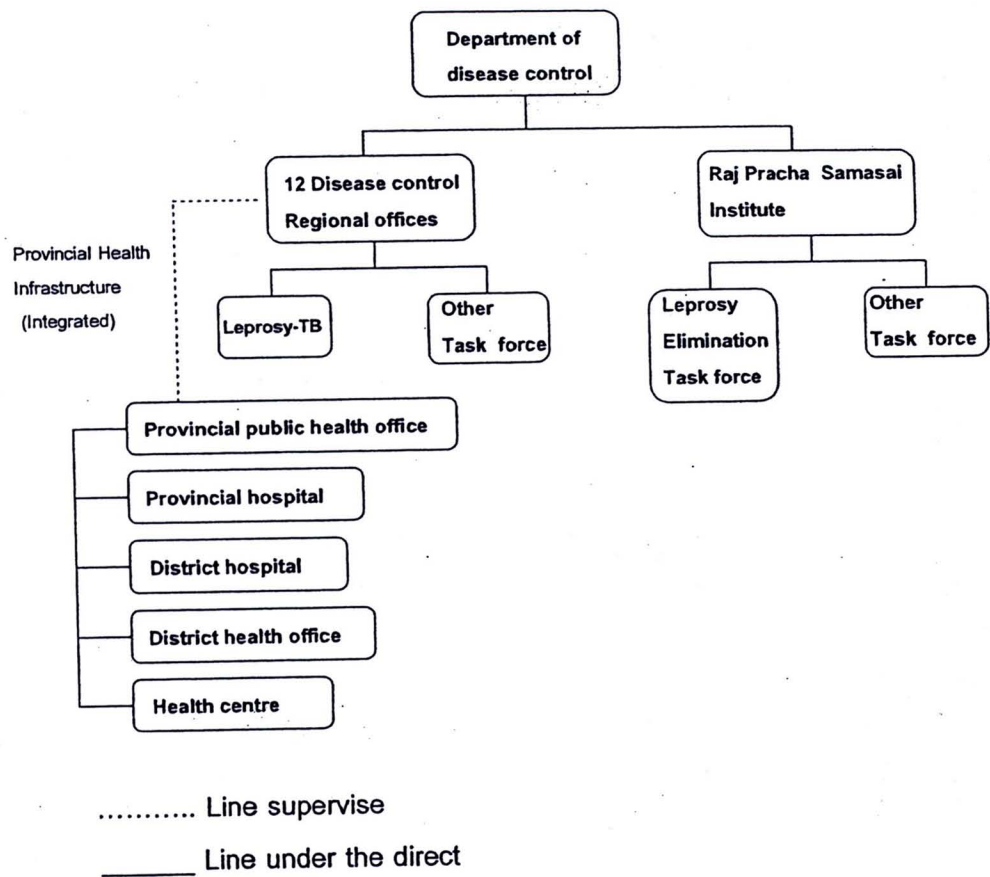 Department of
disease control
12 Disease control
Regional offices
Raj Pracha Samasai
Institute
Provincial Health
Infrastructure
(Integrated)
Leprosy-TB
Other
Task force
Leprosy
Elimination
Task force
Other
Task force
Provincial public health office
Provincial hospital
District hospital
District health office
Health centre
........... Line supervise
_______ Line under the direct